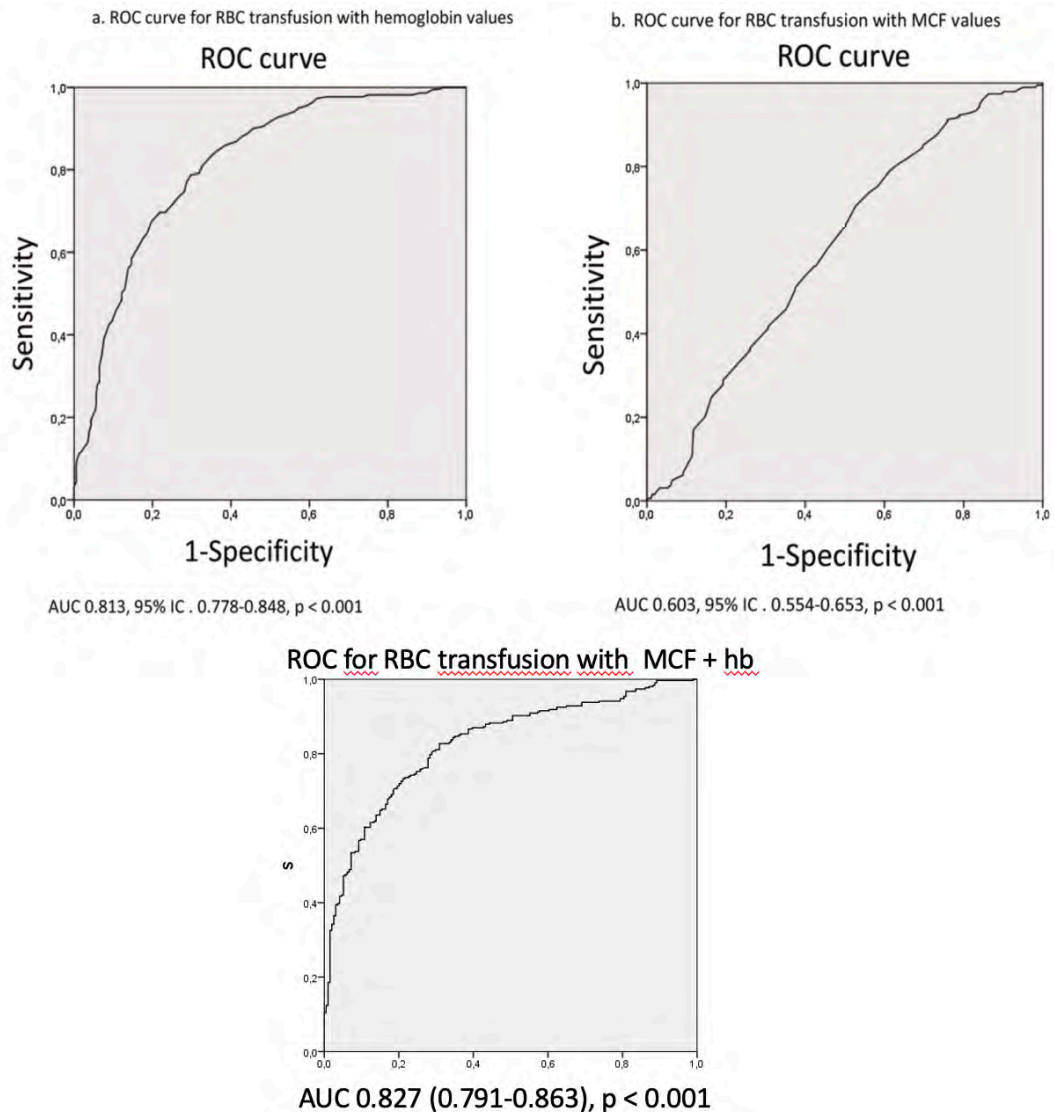 a. ROC curve for RBC transfusion with hemoglobin values
ROC curve
1,0
0,8
0,6
0,4
0,2
0,0
Sensitivity
0,0 0,2 0,4 0,6 0,8 1,0
1-Specificity
AUC 0.813, 95% IC . 0.778-0.848, p < 0.001
b. ROC curve for RBC transfusion with MCF values
ROC curve
1,0
0,8
0,6
0,4
0,2
0,0
Sensitivity
0,0 0,2 0,4 0,6 0,8 1,0
1-Specificity
AUC 0.603, 95% IC . 0.554-0.653, p < 0.001
ROC for RBC transfusion with MCF + hb
1,0
0,8
0,6
0,4
0,2
0,0
s
0,0 0,2 0,4 0,6 0,8 1,0
AUC 0.827 (0.791-0.863), p < 0.001